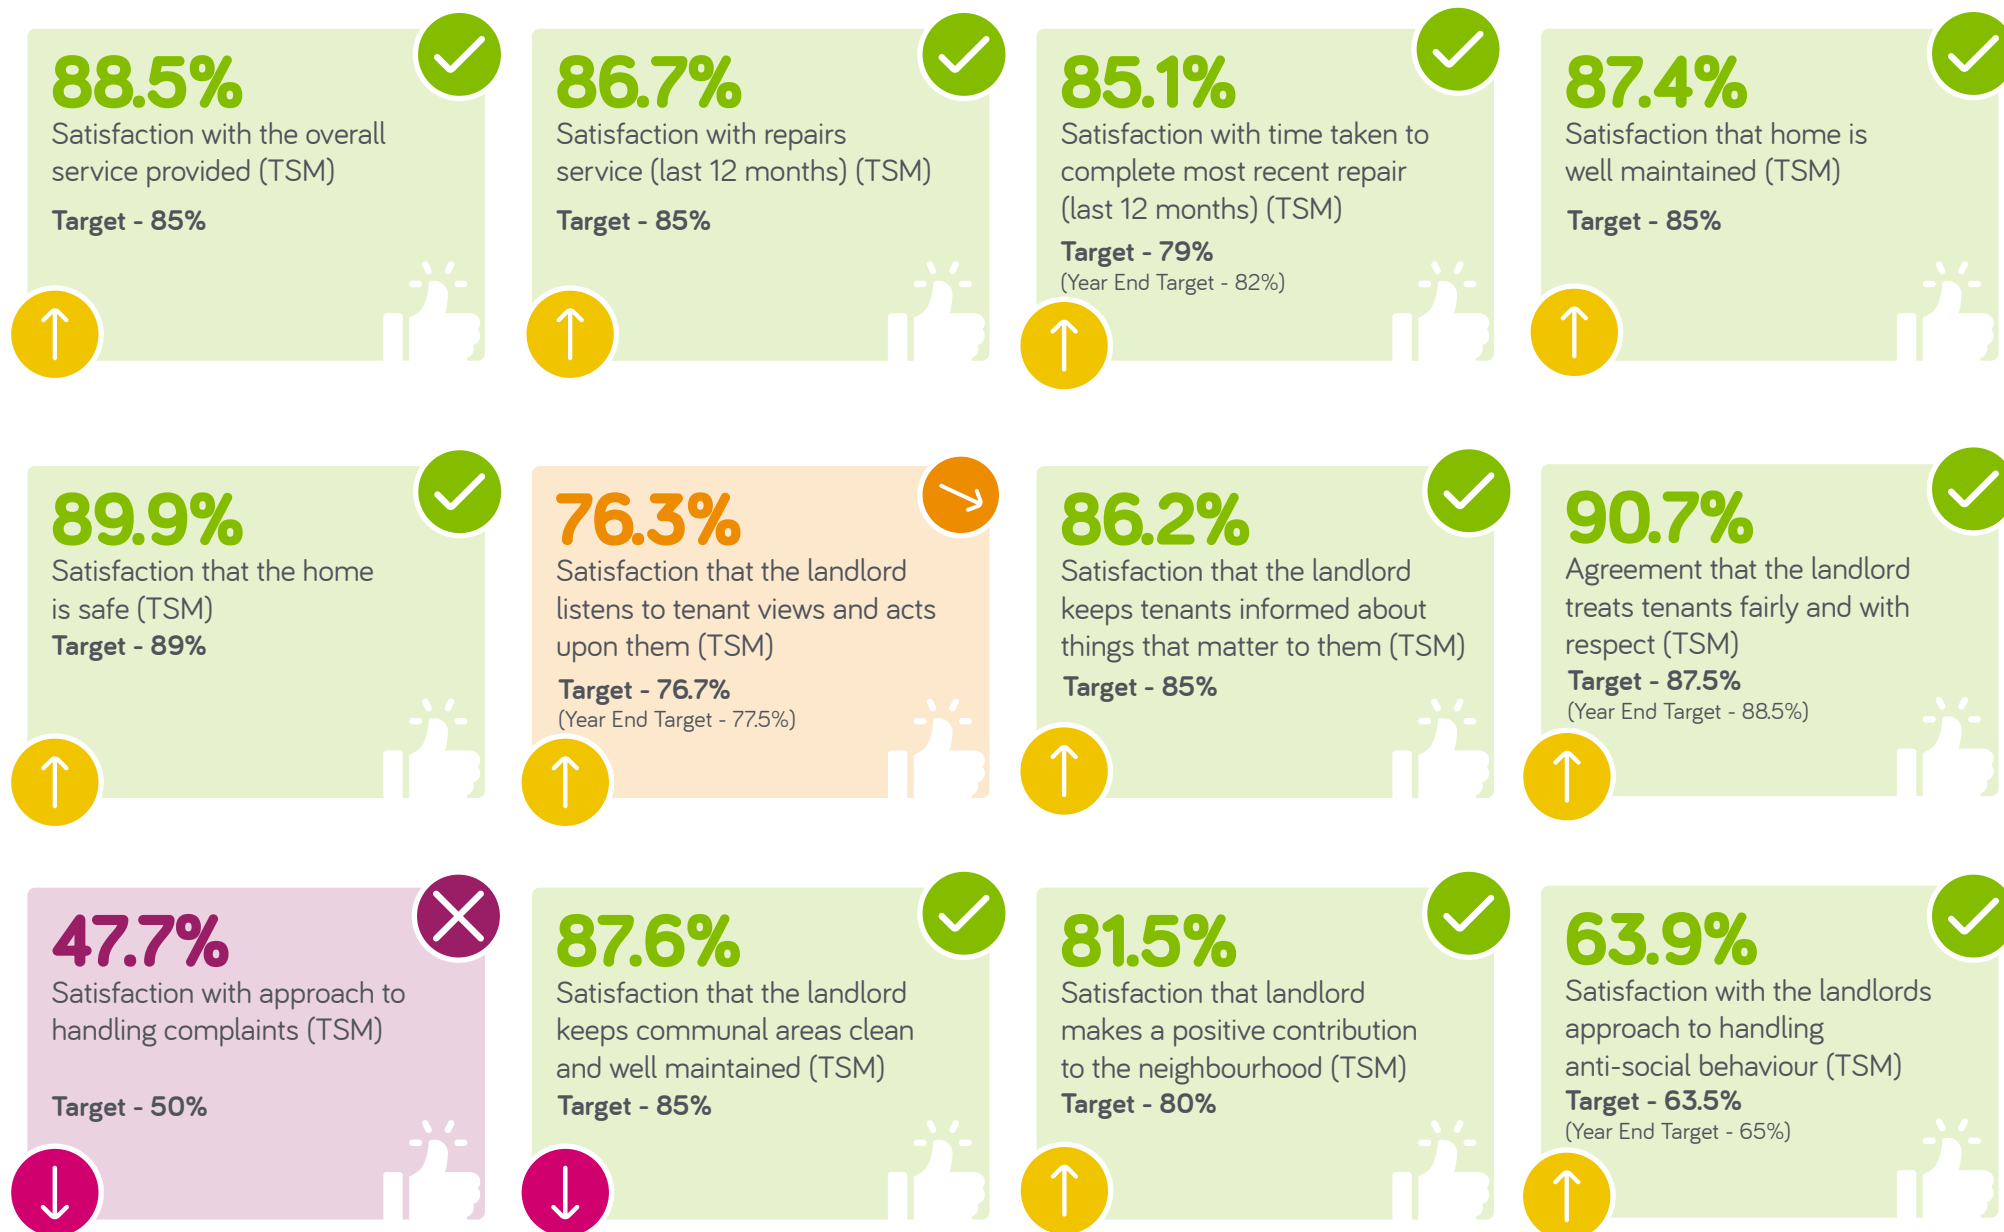 88.5%
Satisfaction with the overall
service provided (TSM)
Target - 85%
86.7%
Satisfaction with repairs
service (last 12 months) (TSM)
Target - 85%
85.1%
Satisfaction with time taken to
complete most recent repair
(last 12 months) (TSM)
Target - 79%
(Year End Target - 82%)
87.4%
Satisfaction that home is
well maintained (TSM)
Target - 85%
89.9%
Satisfaction that the home
is safe (TSM)
Target - 89%
76.3%
Satisfaction that the landlord
listens to tenant views and acts
upon them (TSM)
Target - 76.7%
(Year End Target - 77.5%)
86.2%
Satisfaction that the landlord
keeps tenants informed about
things that matter to them (TSM)
Target - 85%
90.7%
Agreement that the landlord
treats tenants fairly and with
respect (TSM)
Target - 87.5%
(Year End Target - 88.5%)
47.7%
Satisfaction with approach to
handling complaints (TSM)
Target - 50%
87.6%
Satisfaction that the landlord
keeps communal areas clean
and well maintained (TSM)
Target - 85%
81.5%
Satisfaction that landlord
makes a positive contribution
to the neighbourhood (TSM)
Target - 80%
63.9%
Satisfaction with the landlords
approach to handling
anti-social behaviour (TSM)
Target - 63.5%
(Year End Target - 65%)